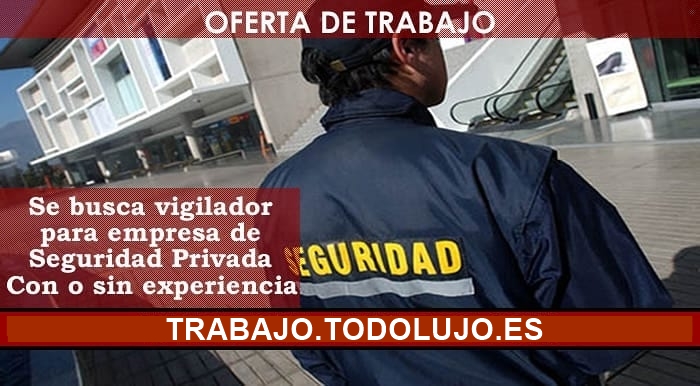 OFERTA DE TRABAJO
Se busca vigilador
para empresa de
Seguridad Privada
Con o sin experiencia
SEGURIDAD
TRABAJO.TODOLUJO.ES